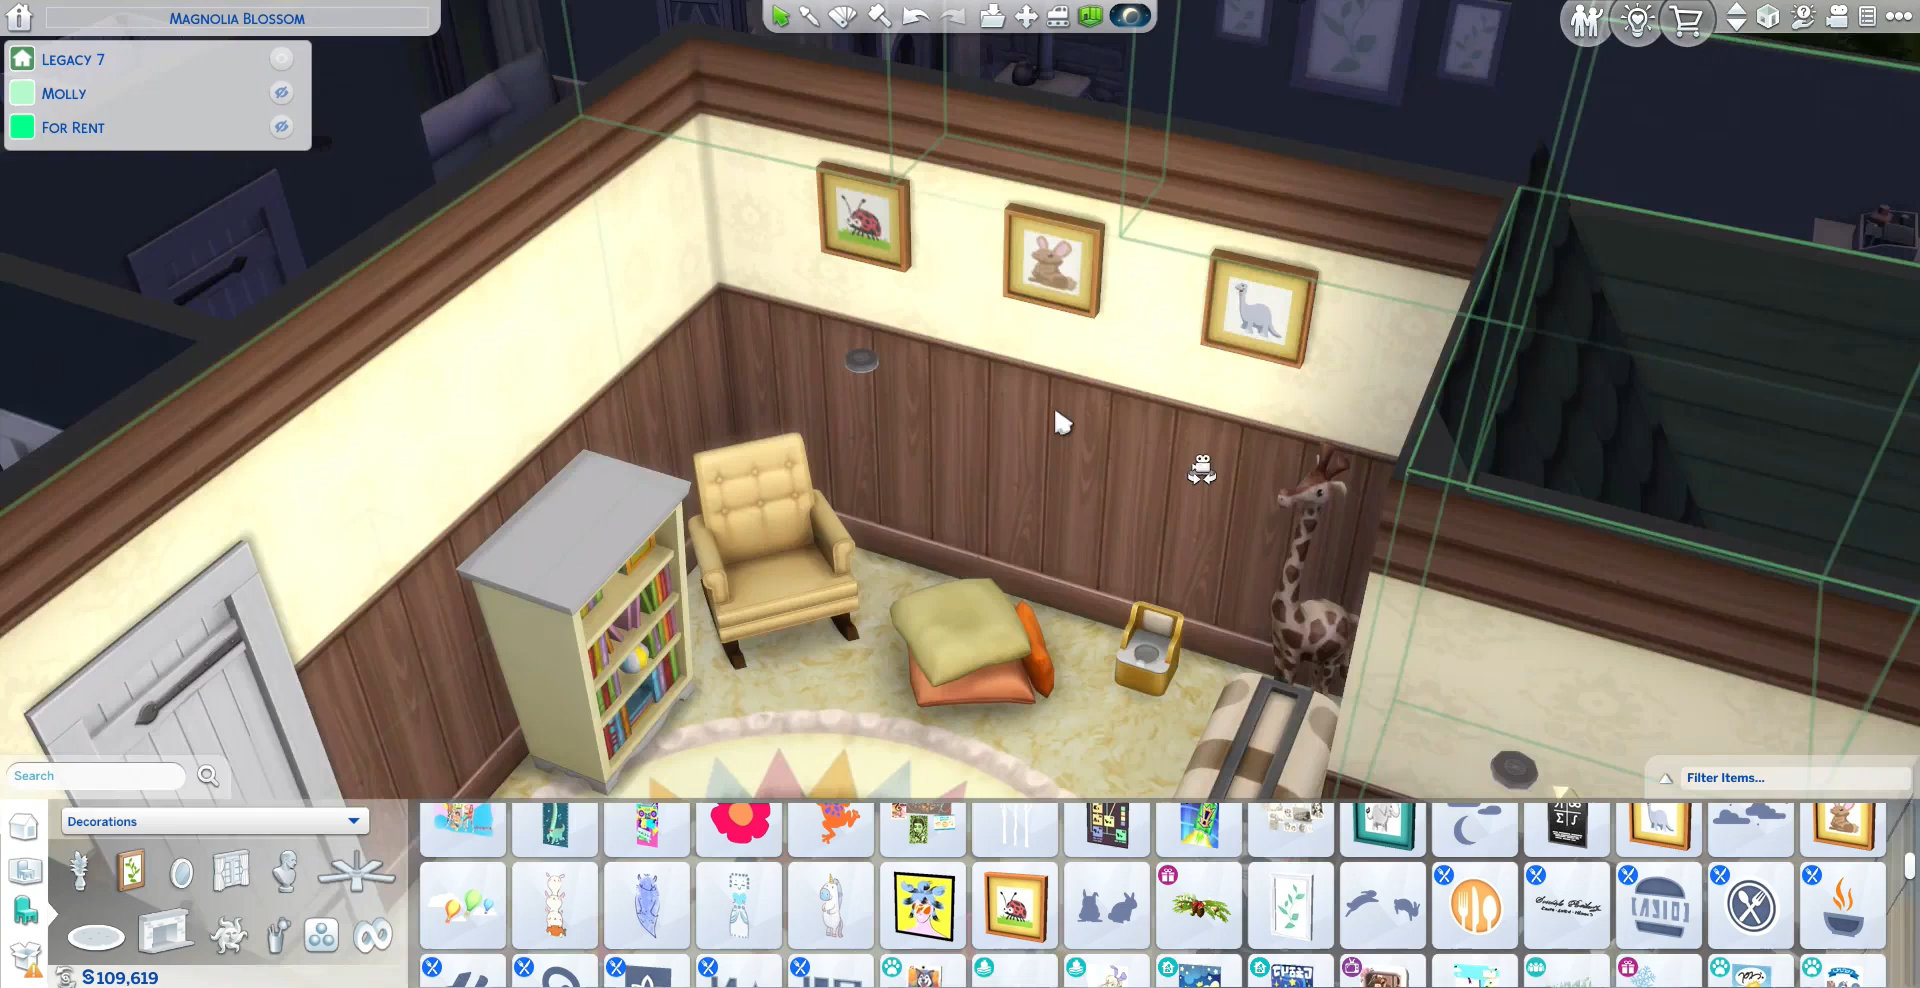 Magnolia Blossom
Legacy 7
Molly
For Rent
Search
Filter Items...
Decorations
§109,619